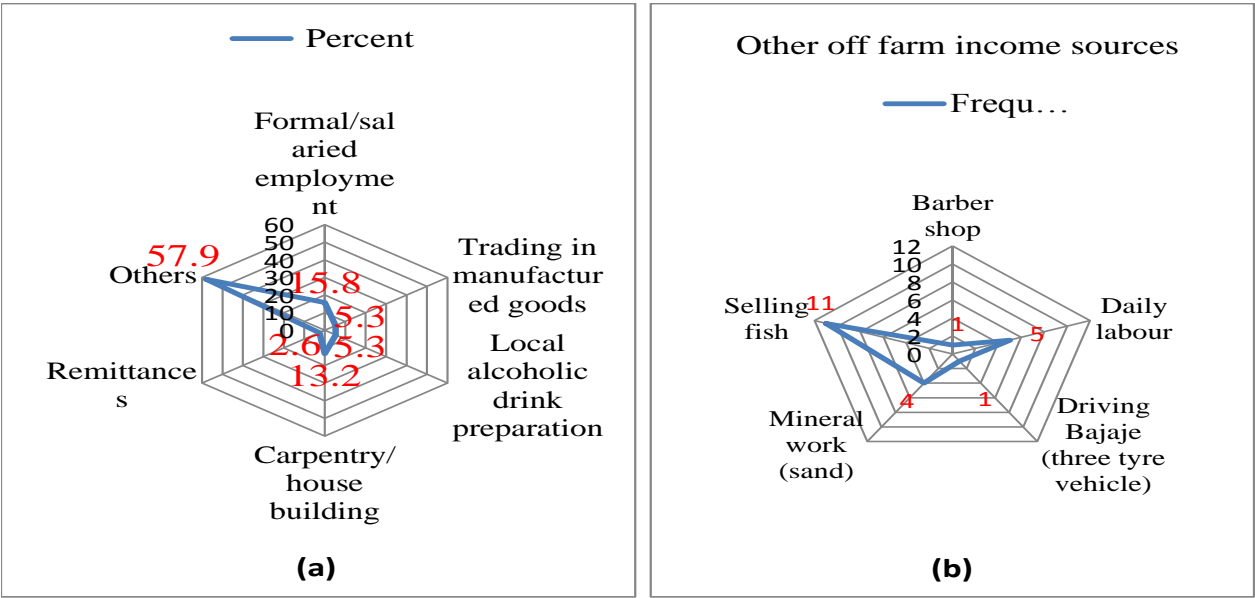 Percent
Formal/sal
aried
employme
nt
60
50
40
30
20
10
0
57.9
Others
15.8
5.3
Trading in
manufactur
ed goods
2.6
5.3
13.2
Local
alcoholic
drink
preparation
Remittance
s
Carpentry/
house
building
(a)
Other off farm income sources
Frequ…
Barber
shop
12
10
8
6
4
2
0
Selling
fish
11
1
5
Daily
labour
4
1
Mineral
work
(sand)
Driving
Bajaje
(three tyre
vehicle)
(b)